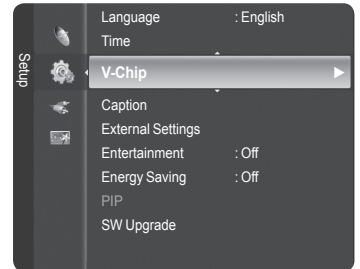 Setup
Language : English
Time
V-Chip
Caption
External Settings
Entertainment : Off
Energy Saving : Off
PIP
SW Upgrade